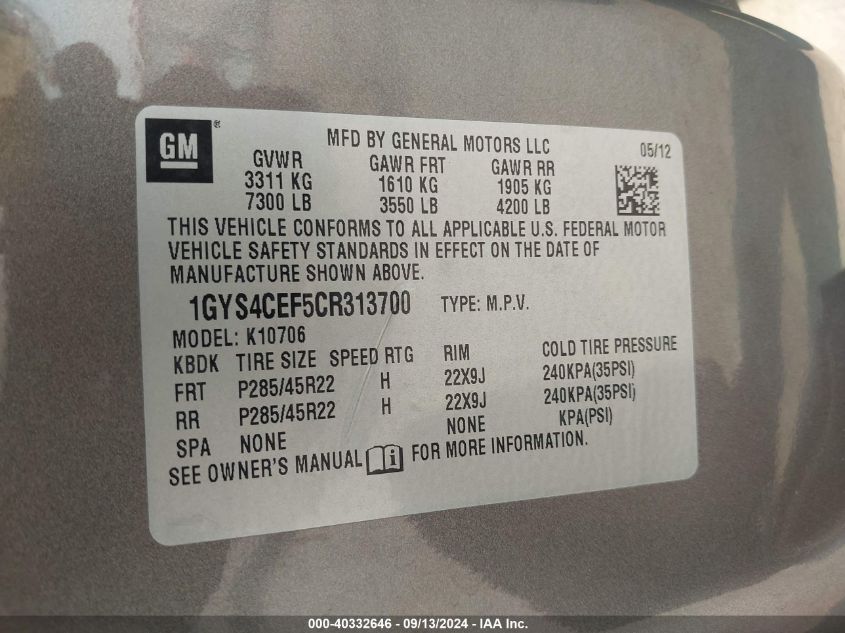 GM ®
MFD BY GENERAL MOTORS LLC
05/12
GVWR GAWR FRT GAWR RR
3311 KG 1610 KG 1905 KG
7300 LB 3550 LB 4200 LB
THIS VEHICLE CONFORMS TO ALL APPLICABLE U.S. FEDERAL MOTOR
VEHICLE SAFETY STANDARDS IN EFFECT ON THE DATE OF
MANUFACTURE SHOWN ABOVE.
1GYS4CEF5CR313700 TYPE: M.P.V.
MODEL: K10706
KBDK TIRE SIZE SPEED RTG RIM COLD TIRE PRESSURE
FRT P285/45R22 H 22X9J 240KPA(35PSI)
RR P285/45R22 H 22X9J 240KPA(35PSI)
SPA NONE NONE KPA(PSI)
SEE OWNER'S MANUAL i FOR MORE INFORMATION.
000-40332646 - 09/13/2024 - IAA Inc.